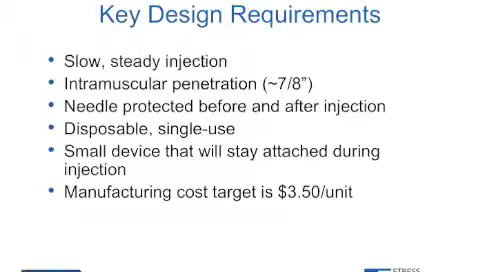 Key Design Requirements
• Slow, steady injection
• Intramuscular penetration (~7/8”)
• Needle protected before and after injection
• Disposable, single-use
• Small device that will stay attached during
injection
• Manufacturing cost target is $3.50/unit
STRESS